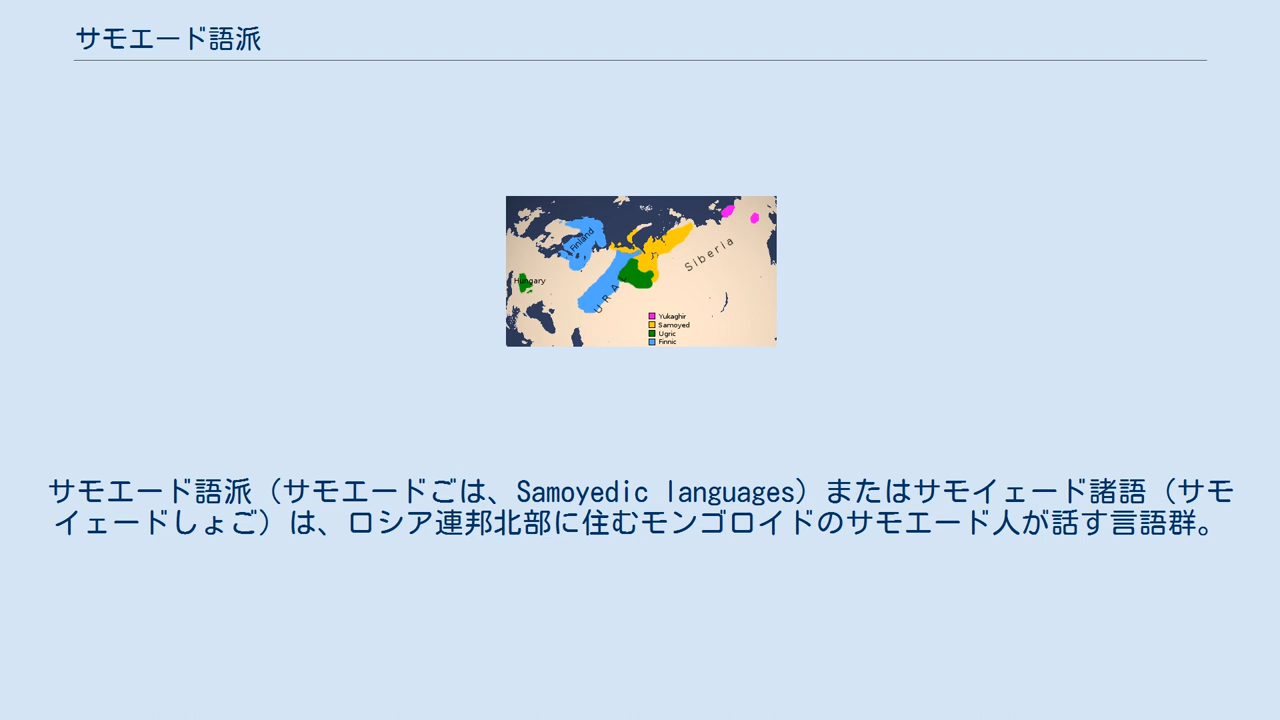 サモエード語派
Finland
Hungary
Siberia
U R A
Yukaghir
Samoyed
Ugric
Finnic
サモエード語派（サモエードごは、Samoyedic languages）またはサモイェード諸語（サモ
イェードしょご）は、ロシア連邦北部に住むモンゴロイドのサモエード人が話す言語群。